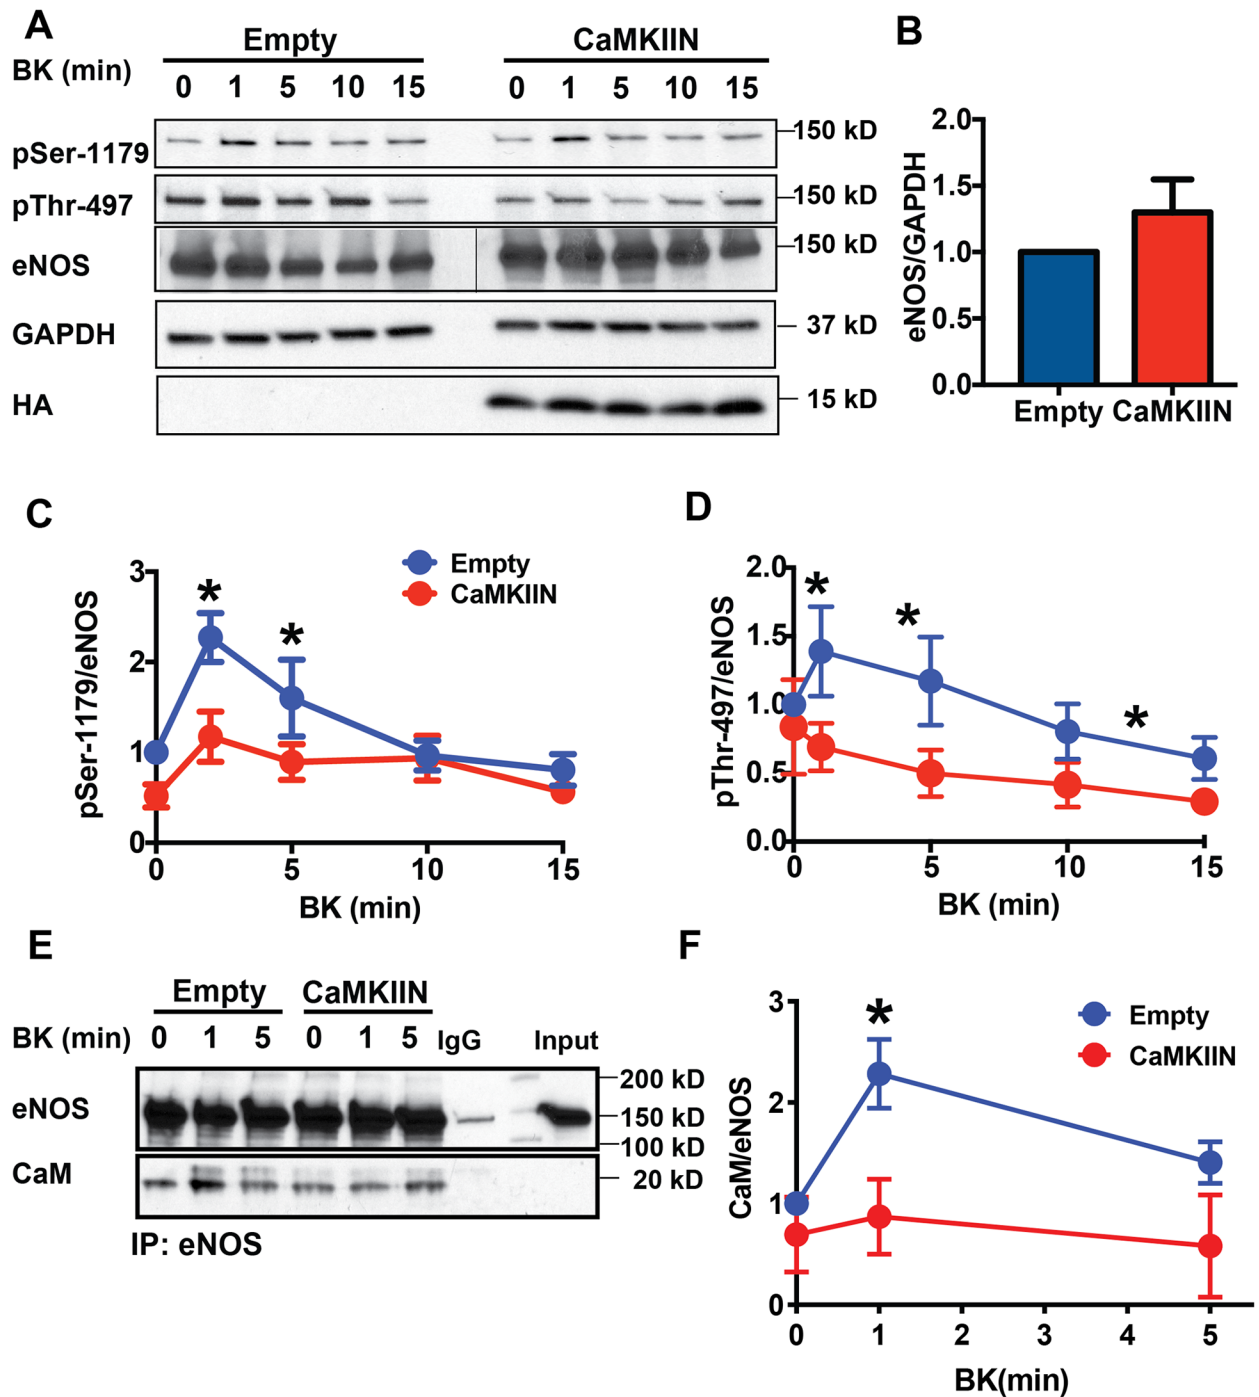 A
Empty
CaMKIIN
BK (min)
0 1 5 10 15
0 1 5 10 15
pSer-1179
150 kD
pThr-497
150 kD
eNOS
150 kD
GAPDH
37 kD
HA
15 kD
B
eNOS/GAPDH
2.0
1.5
1.0
0.5
0.0
Empty CaMKIIN
C
pSer-1179/eNOS
3
2
1
0
* *
Empty
CaMKIIN
0 5 10 15
BK (min)
D
pThr-497/eNOS
2.0
1.5
1.0
0.5
0.0
* * *
0 5 10 15
BK (min)
E
Empty CaMKIIN
BK (min) 0 1 5 0 1 5 IgG Input
eNOS
200 kD
150 kD
100 kD
CaM
20 kD
IP: eNOS
F
CaM/eNOS
3
2
1
0
*
Empty
CaMKIIN
0 1 2 3 4 5
BK(min)